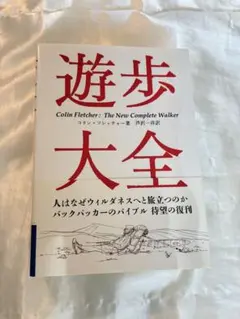 遊歩
Colin Fletcher: The New Complete Walker
コリン・フレッチャー著 芦沢一洋訳
大全
人はなぜウィルダネスへと旅立つのか
バックパッカーのバイブル 待望の復刊